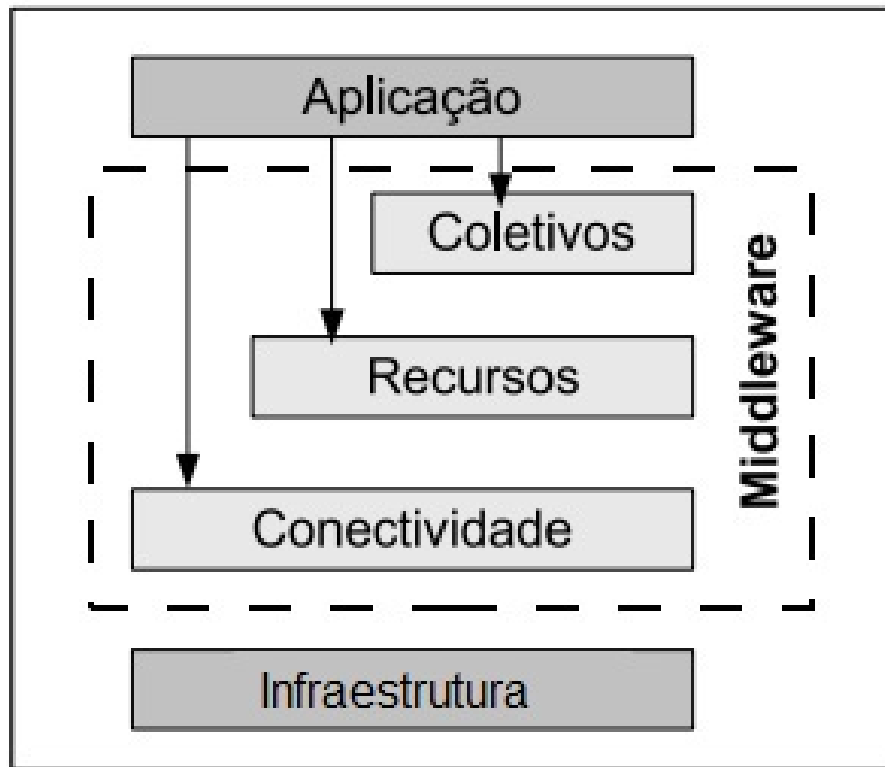 Aplicação
Coletivos
Middleware
Recursos
Conectividade
Infraestrutura